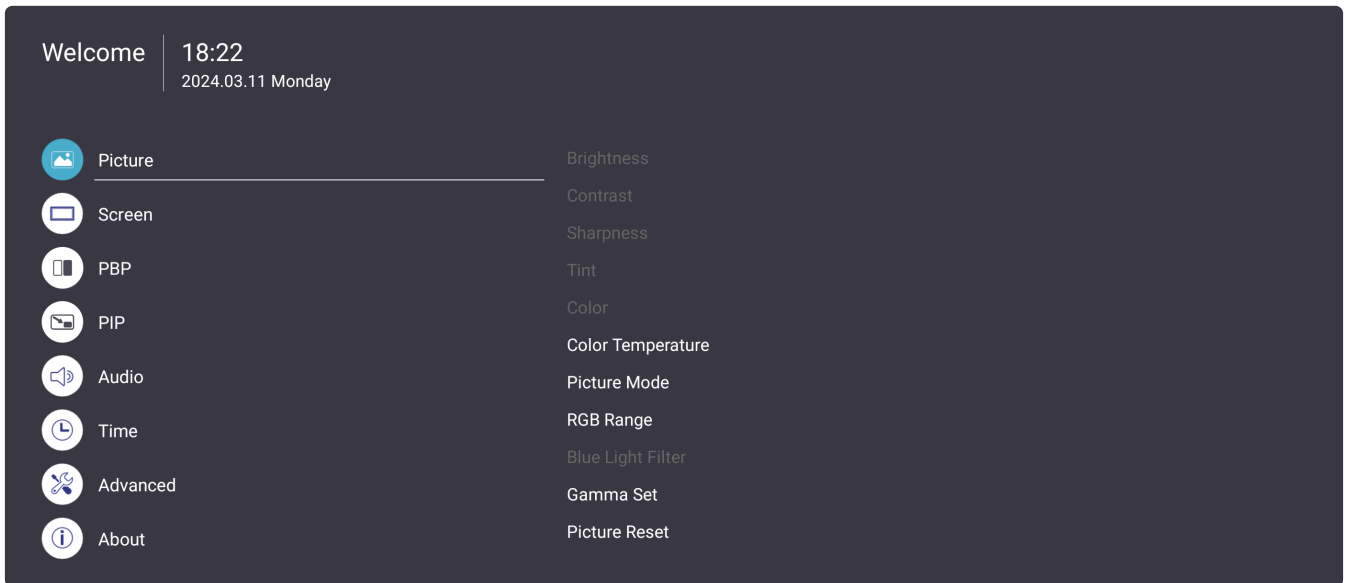 Welcome
18:22
2024.03.11 Monday
Picture
Screen
PBP
PIP
Audio
Time
Advanced
About
Brightness
Contrast
Sharpness
Tint
Color
Color Temperature
Picture Mode
RGB Range
Blue Light Filter
Gamma Set
Picture Reset